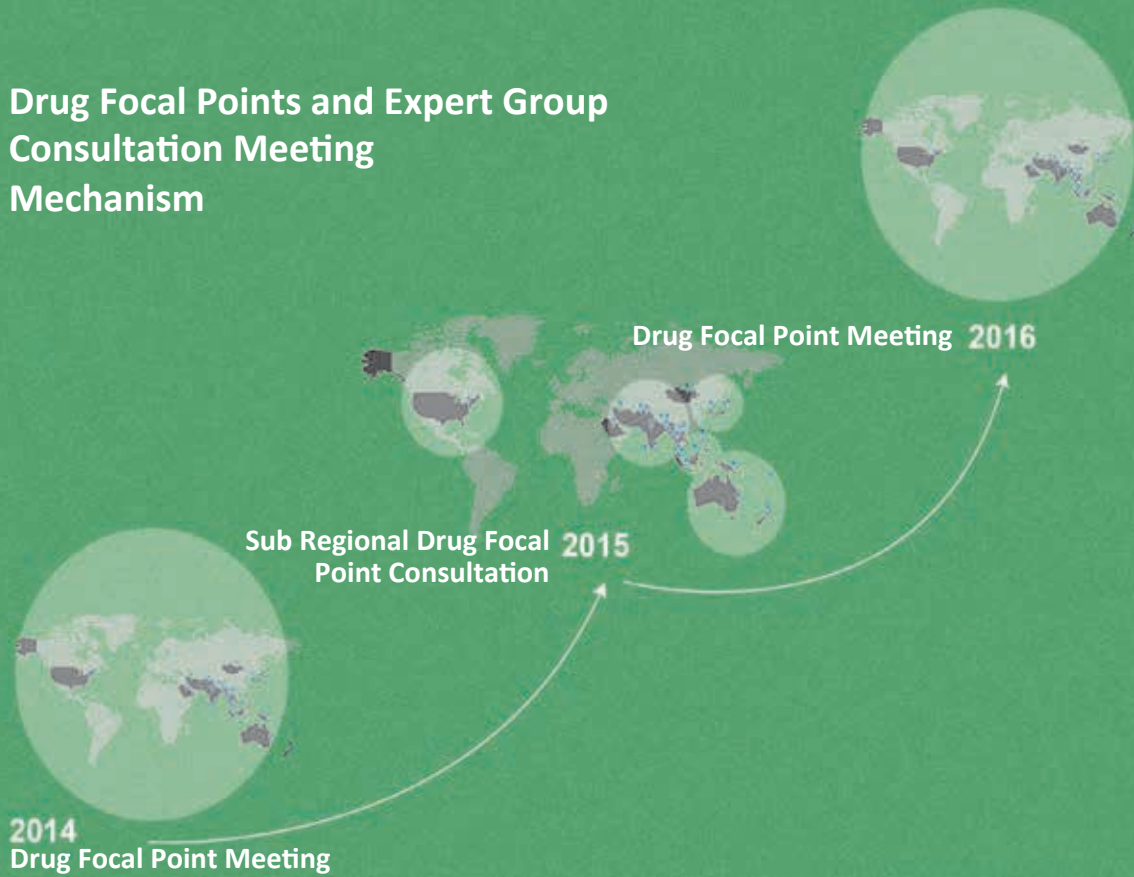 Drug Focal Points and Expert Group
Consultation Meeting
Mechanism
Drug Focal Point Meeting 2016
Sub Regional Drug Focal 2015
Point Consultation
2014
Drug Focal Point Meeting